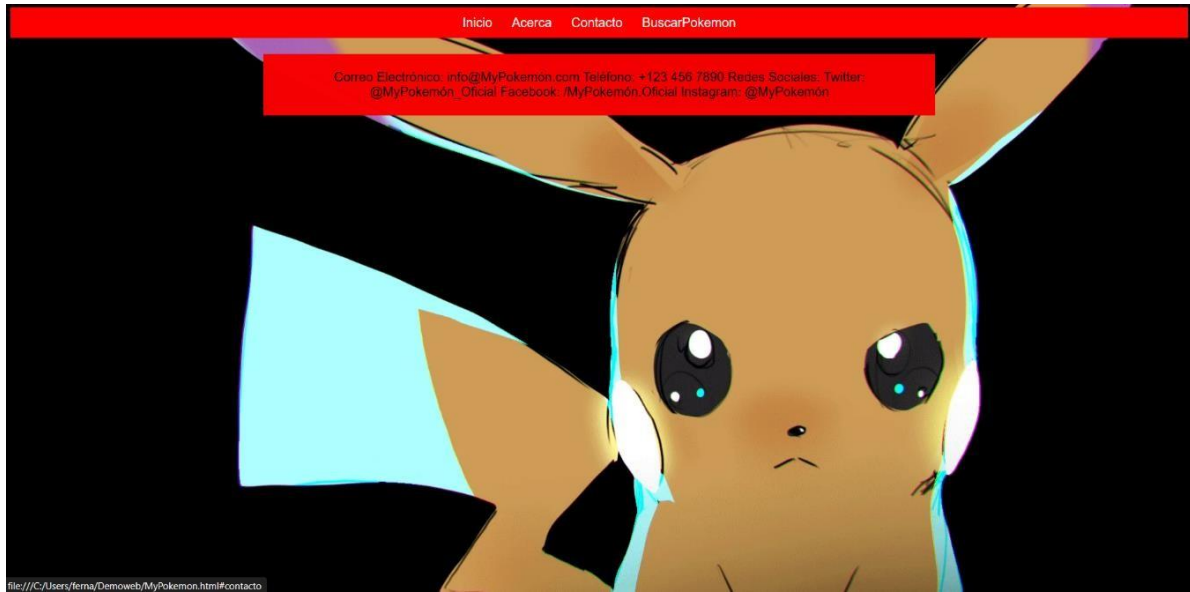 Inicio Acerca Contacto BuscarPokemon
Correo Electrónico: info@MyPokemón.com Teléfono: +123 456 7890 Redes Sociales: Twitter:
@MyPokemón_Oficial Facebook: /MyPokemón.Oficial Instagram: @MyPokemón
file:///C:/Users/ferna/Demoweb/MyPokemon.html#contacto